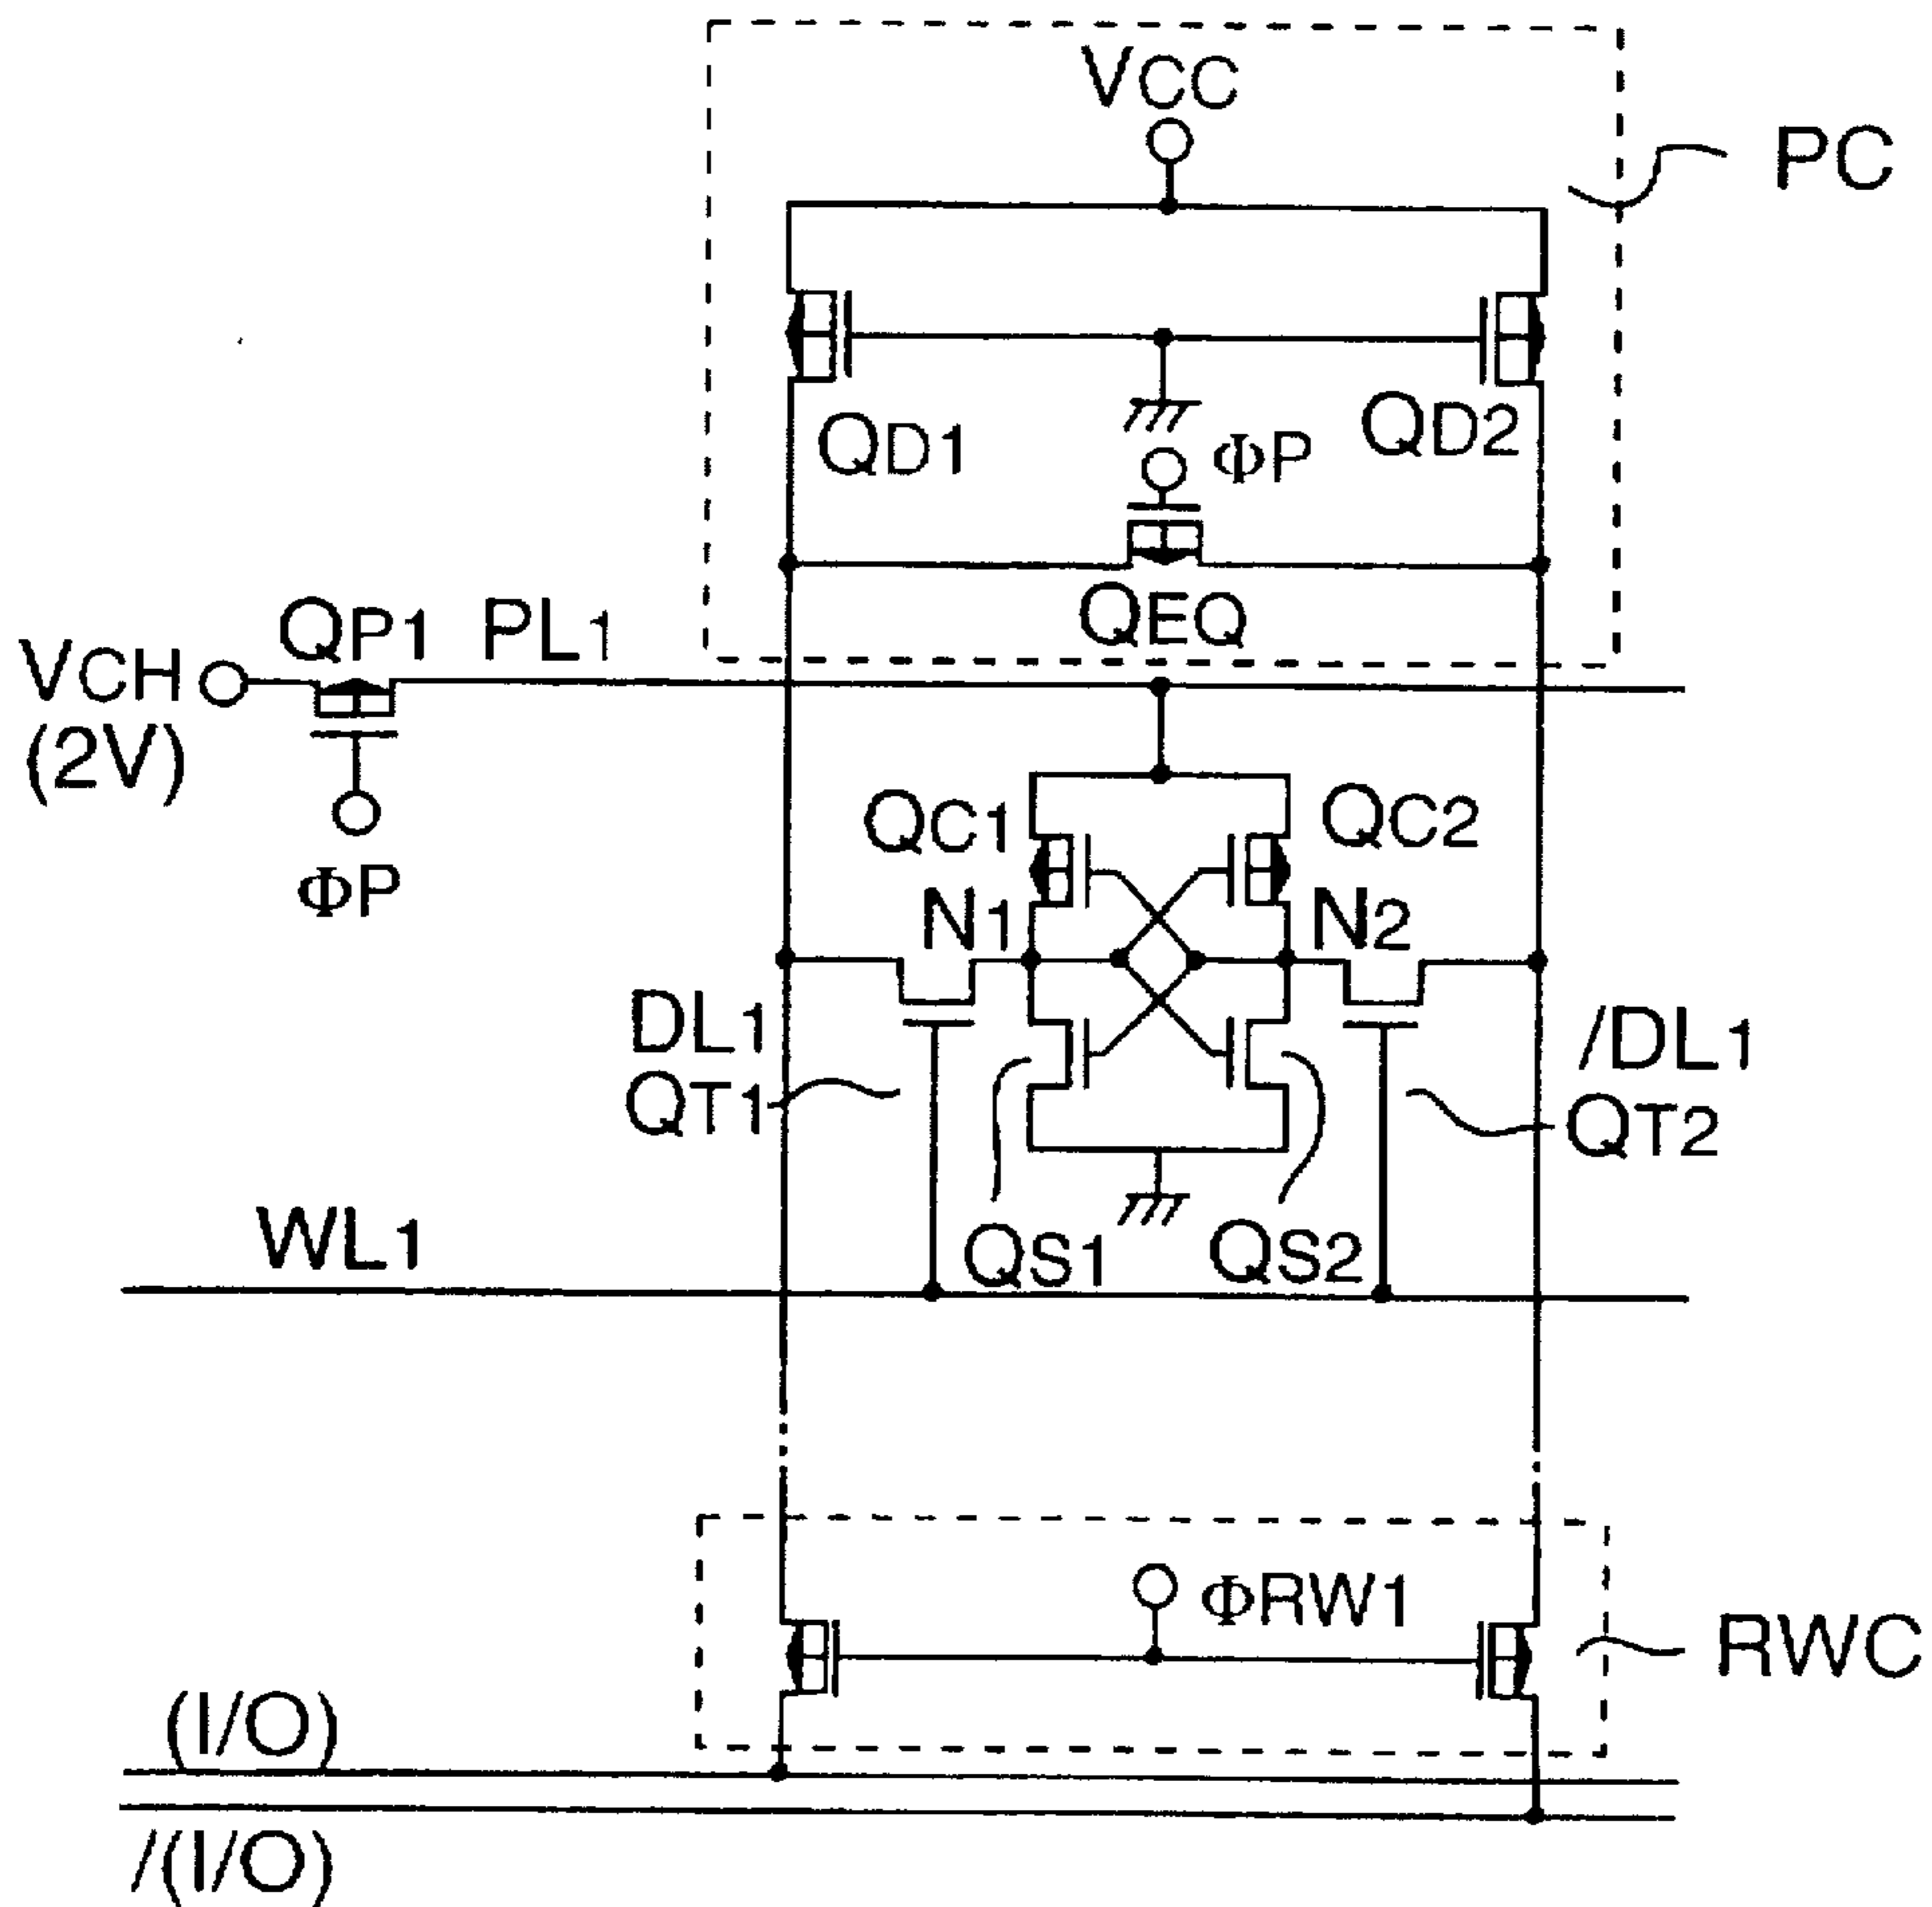 VCC
PC
QD1
QD2
ΦP
QEQ
QP1
PL1
VCH
(2V)
ΦP
QC1
QC2
N1
N2
DL1
/DL1
QT1
QT2
WL1
QS1
QS2
ΦRW1
RWC
(I/O)
/(I/O)